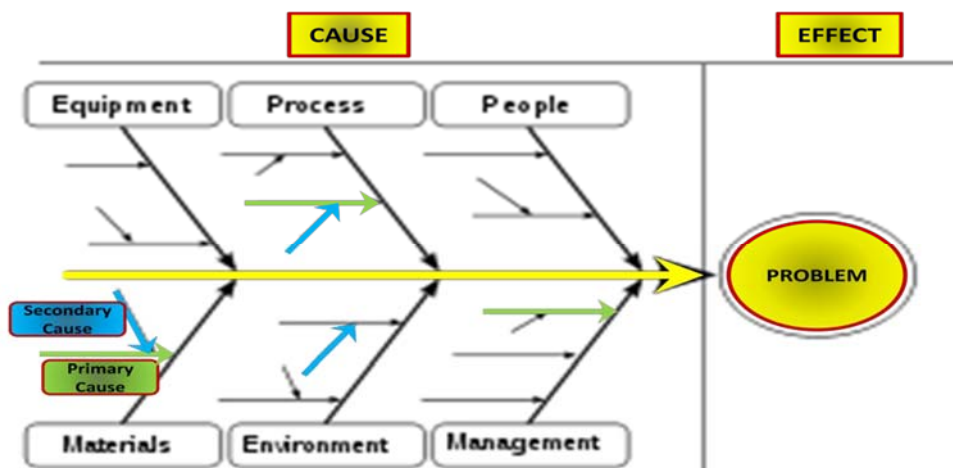 CAUSE
EFFECT
Equipment
Process
People
PROBLEM
Secondary
Cause
Primary
Cause
Materials
Environment
Management